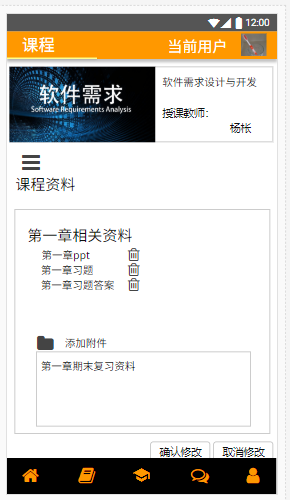 12:00
课程 当前用户
软件需求
Software Requirements Analysis
软件需求设计与开发
授课教师：
杨枨
课程资料
第一章相关资料
第一章ppt
第一章习题
第一章习题答案
添加附件
第一章期末复习资料
确认修改 取消修改